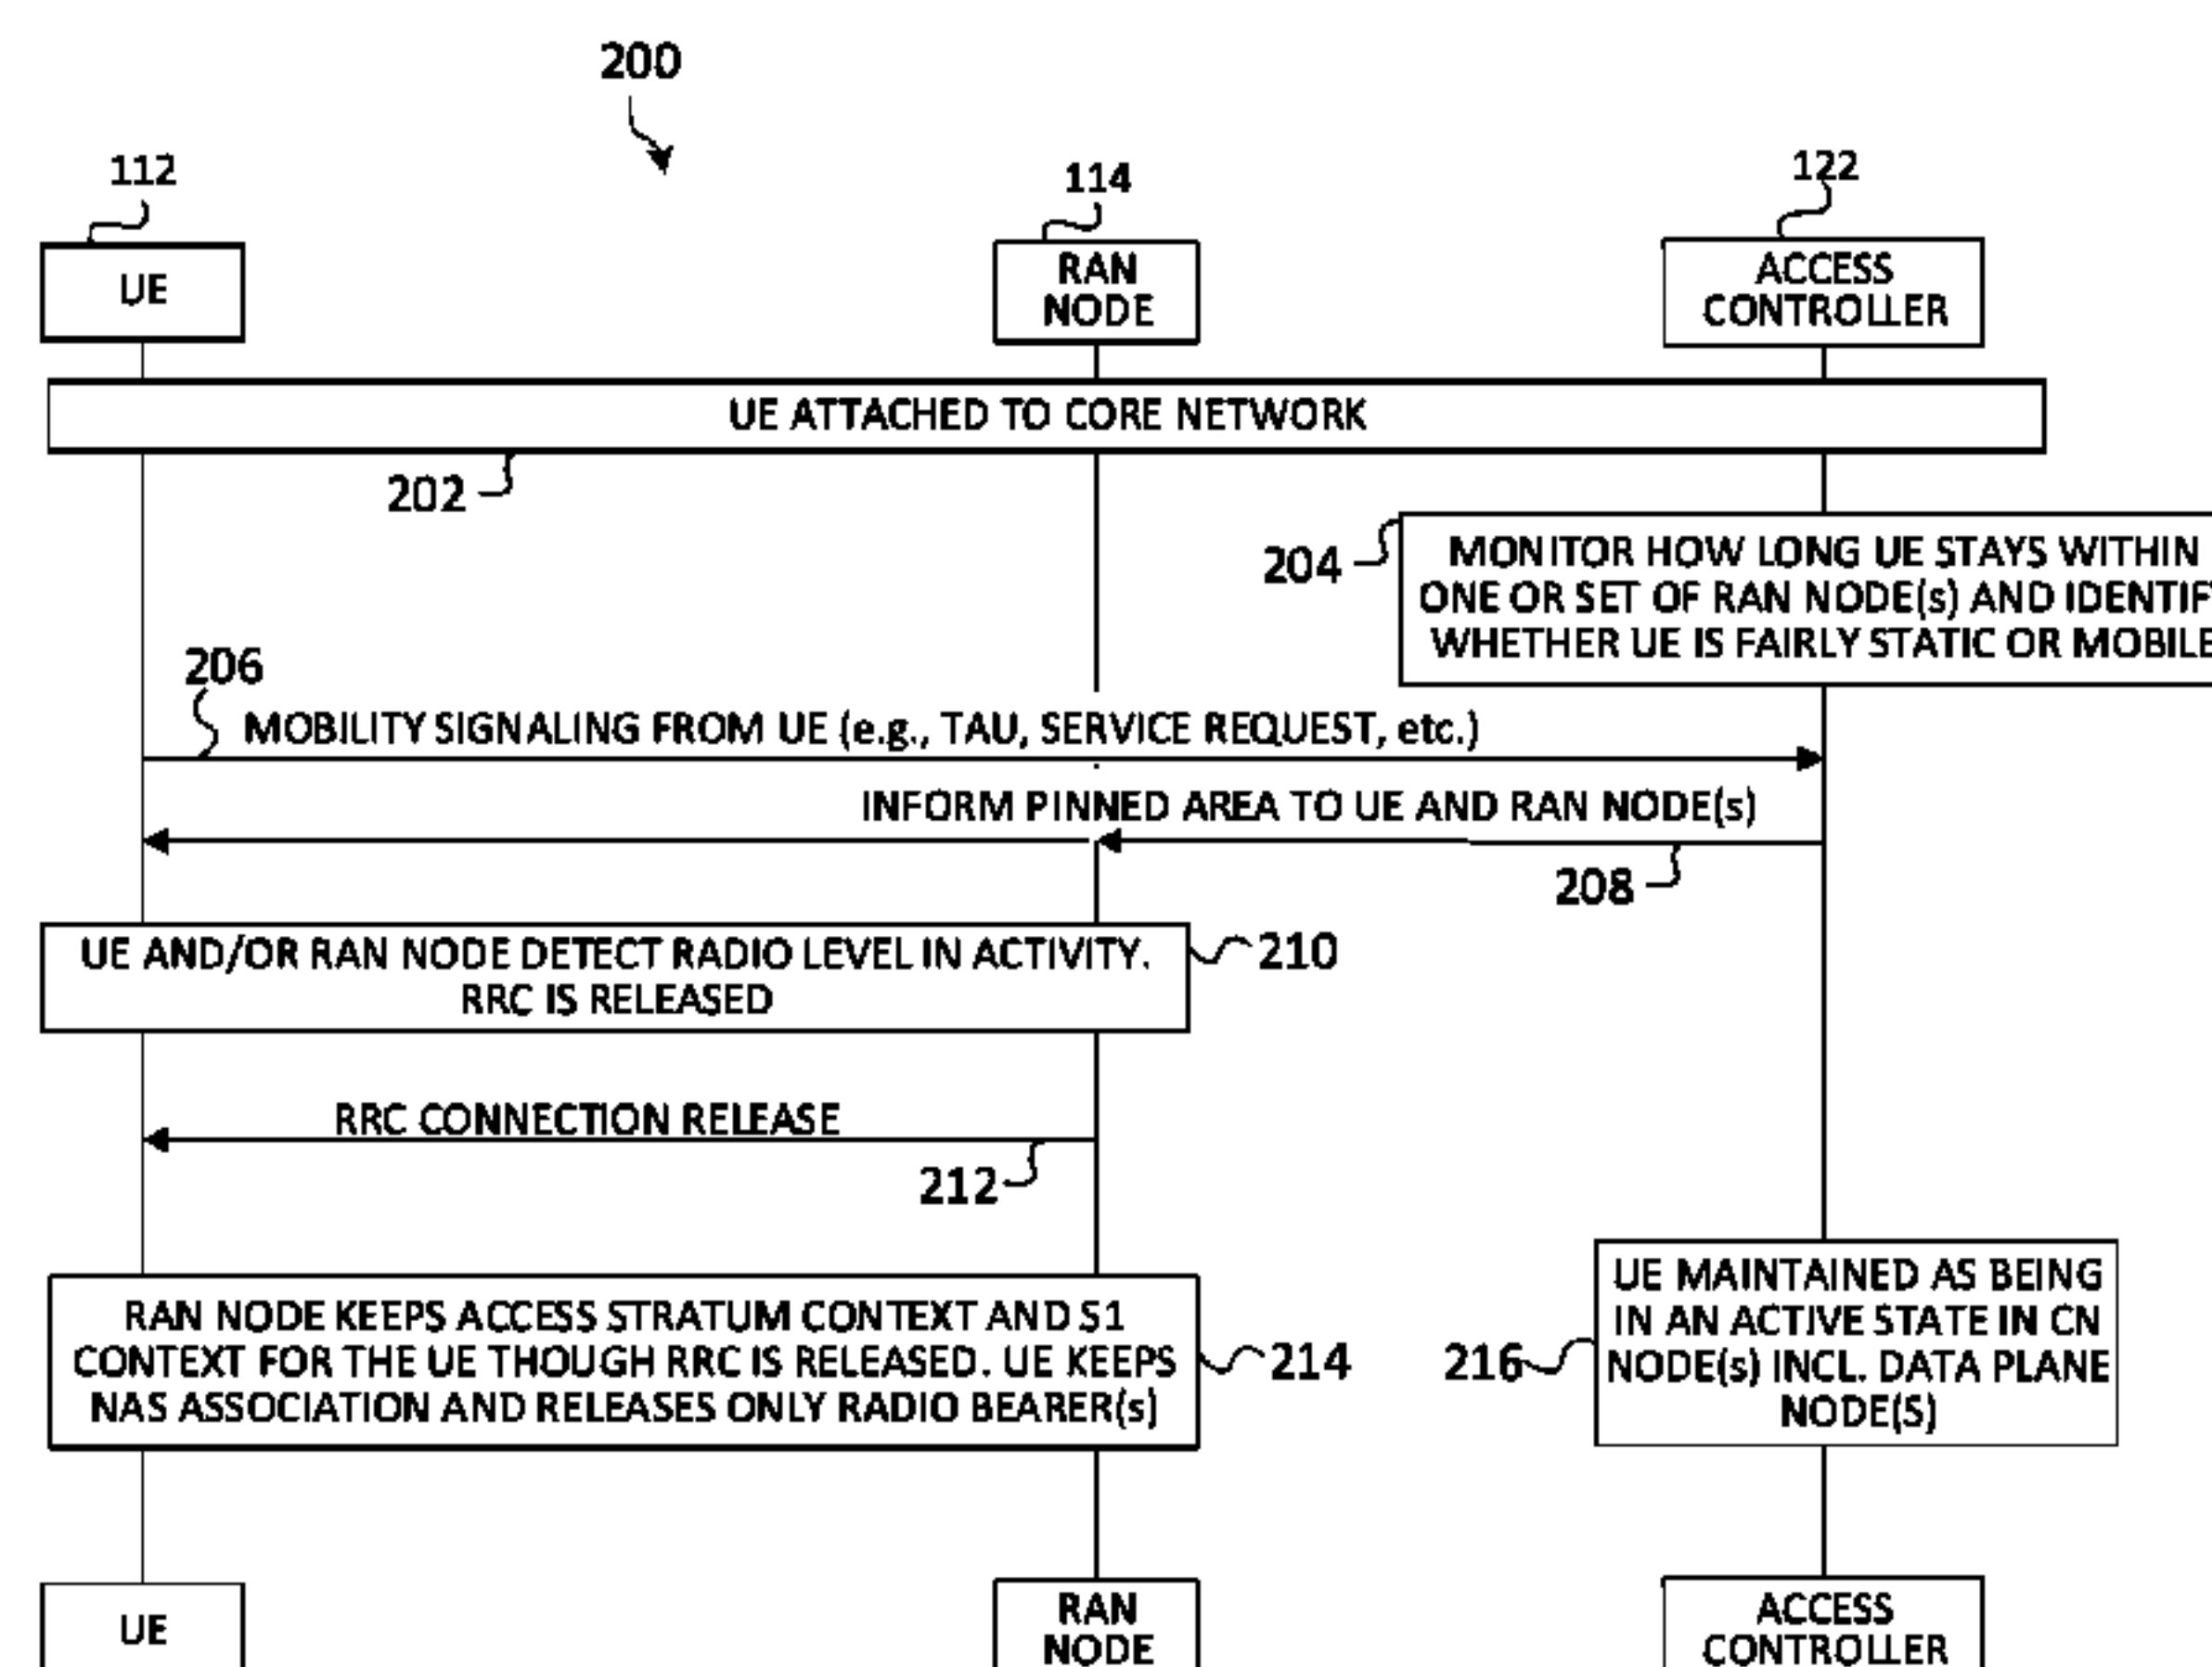 200
112
114
122
UE
RAN
NODE
ACCESS
CONTROLLER
UE ATTACHED TO CORE NETWORK
202
204
MONITOR HOW LONG UE STAYS WITHIN
ONE OR SET OF RAN NODE(s) AND IDENTIF
WHETHER UE IS FAIRLY STATIC OR MOBILE
206
MOBILITY SIGNALING FROM UE (e.g., TAU, SERVICE REQUEST, etc.)
INFORM PINNED AREA TO UE AND RAN NODE(s)
208
UE AND/OR RAN NODE DETECT RADIO LEVEL IN ACTIVITY.
RRC IS RELEASED
210
RRC CONNECTION RELEASE
212
RAN NODE KEEPS ACCESS STRATUM CONTEXT AND S1
CONTEXT FOR THE UE THOUGH RRC IS RELEASED. UE KEEPS
NAS ASSOCIATION AND RELEASES ONLY RADIO BEARER(s)
214
216
UE MAINTAINED AS BEING
IN AN ACTIVE STATE IN CN
NODE(s) INCL. DATA PLANE
NODE(S)
UE
RAN
NODE
ACCESS
CONTROLLER